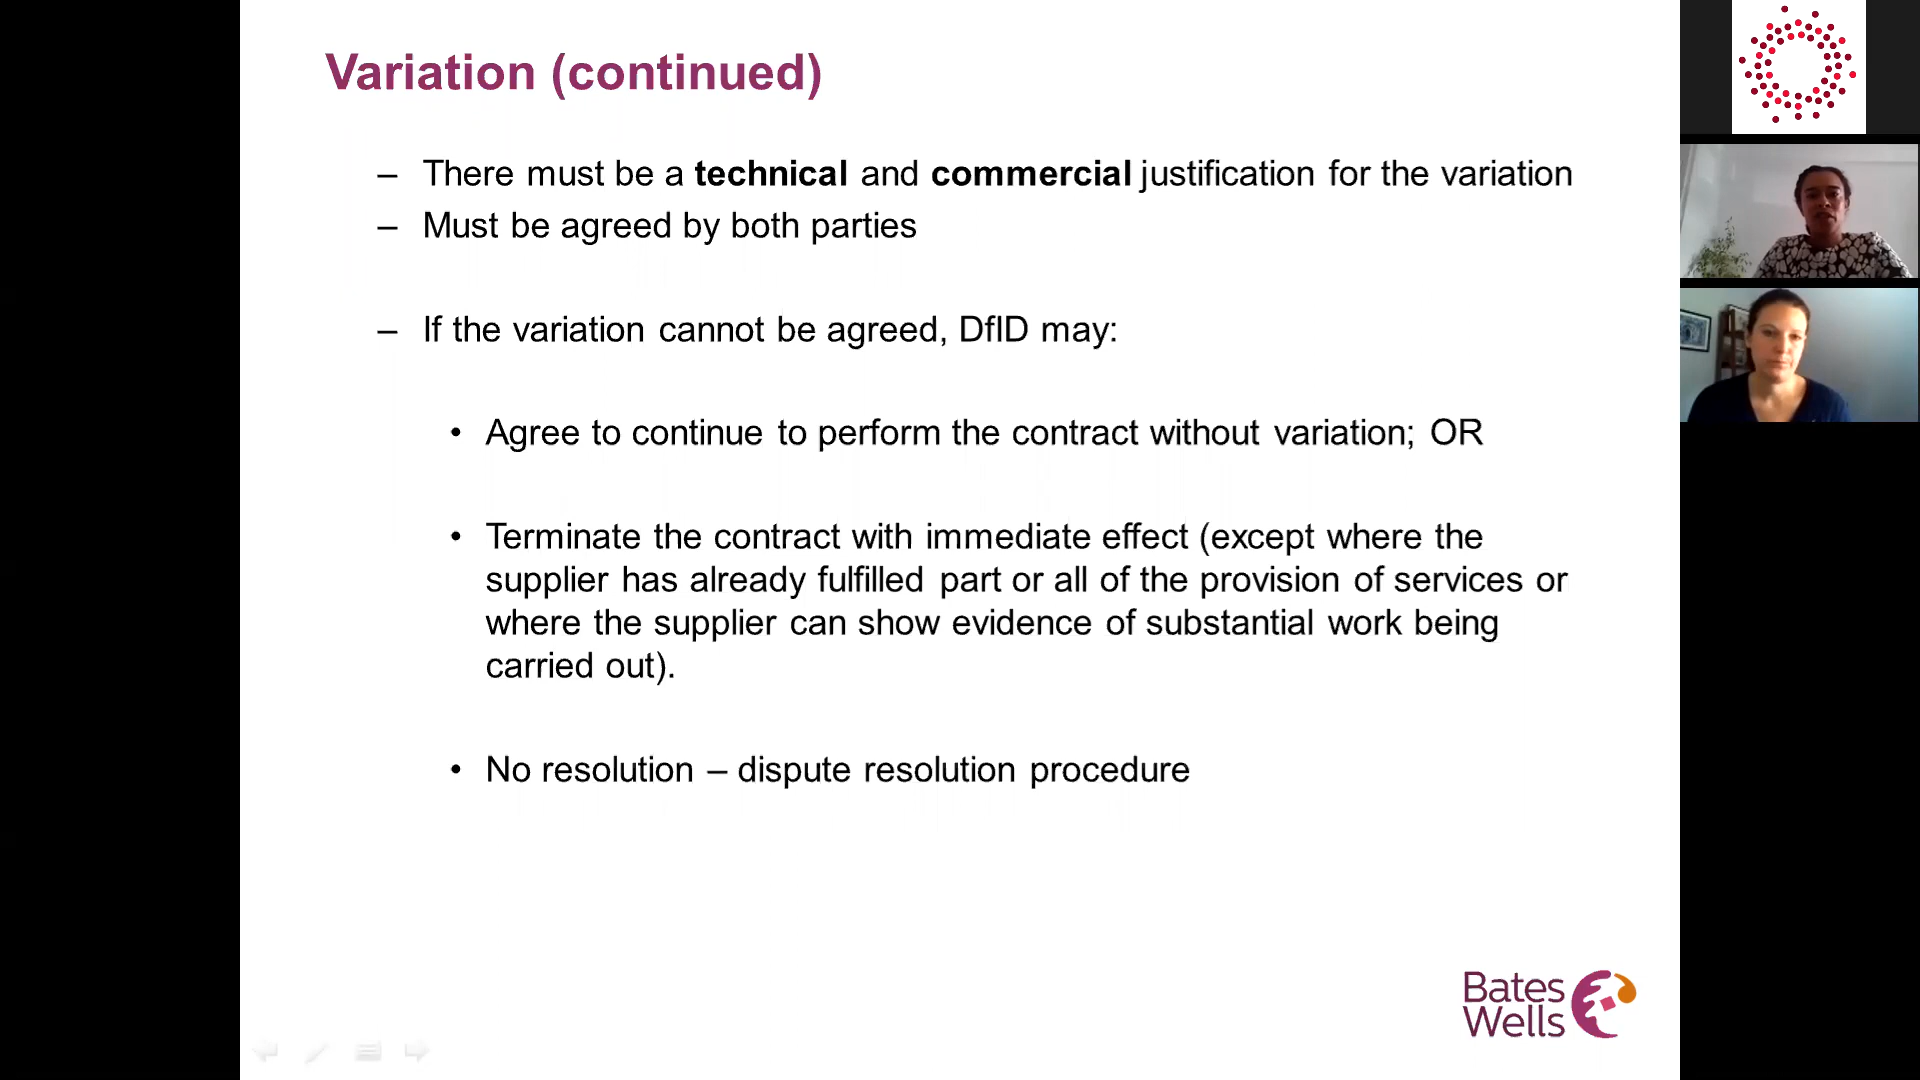 Variation (continued)
– There must be a technical and commercial justification for the variation
– Must be agreed by both parties
– If the variation cannot be agreed, DfID may:
• Agree to continue to perform the contract without variation; OR
• Terminate the contract with immediate effect (except where the
supplier has already fulfilled part or all of the provision of services or
where the supplier can show evidence of substantial work being
carried out).
• No resolution – dispute resolution procedure
Bates
Wells